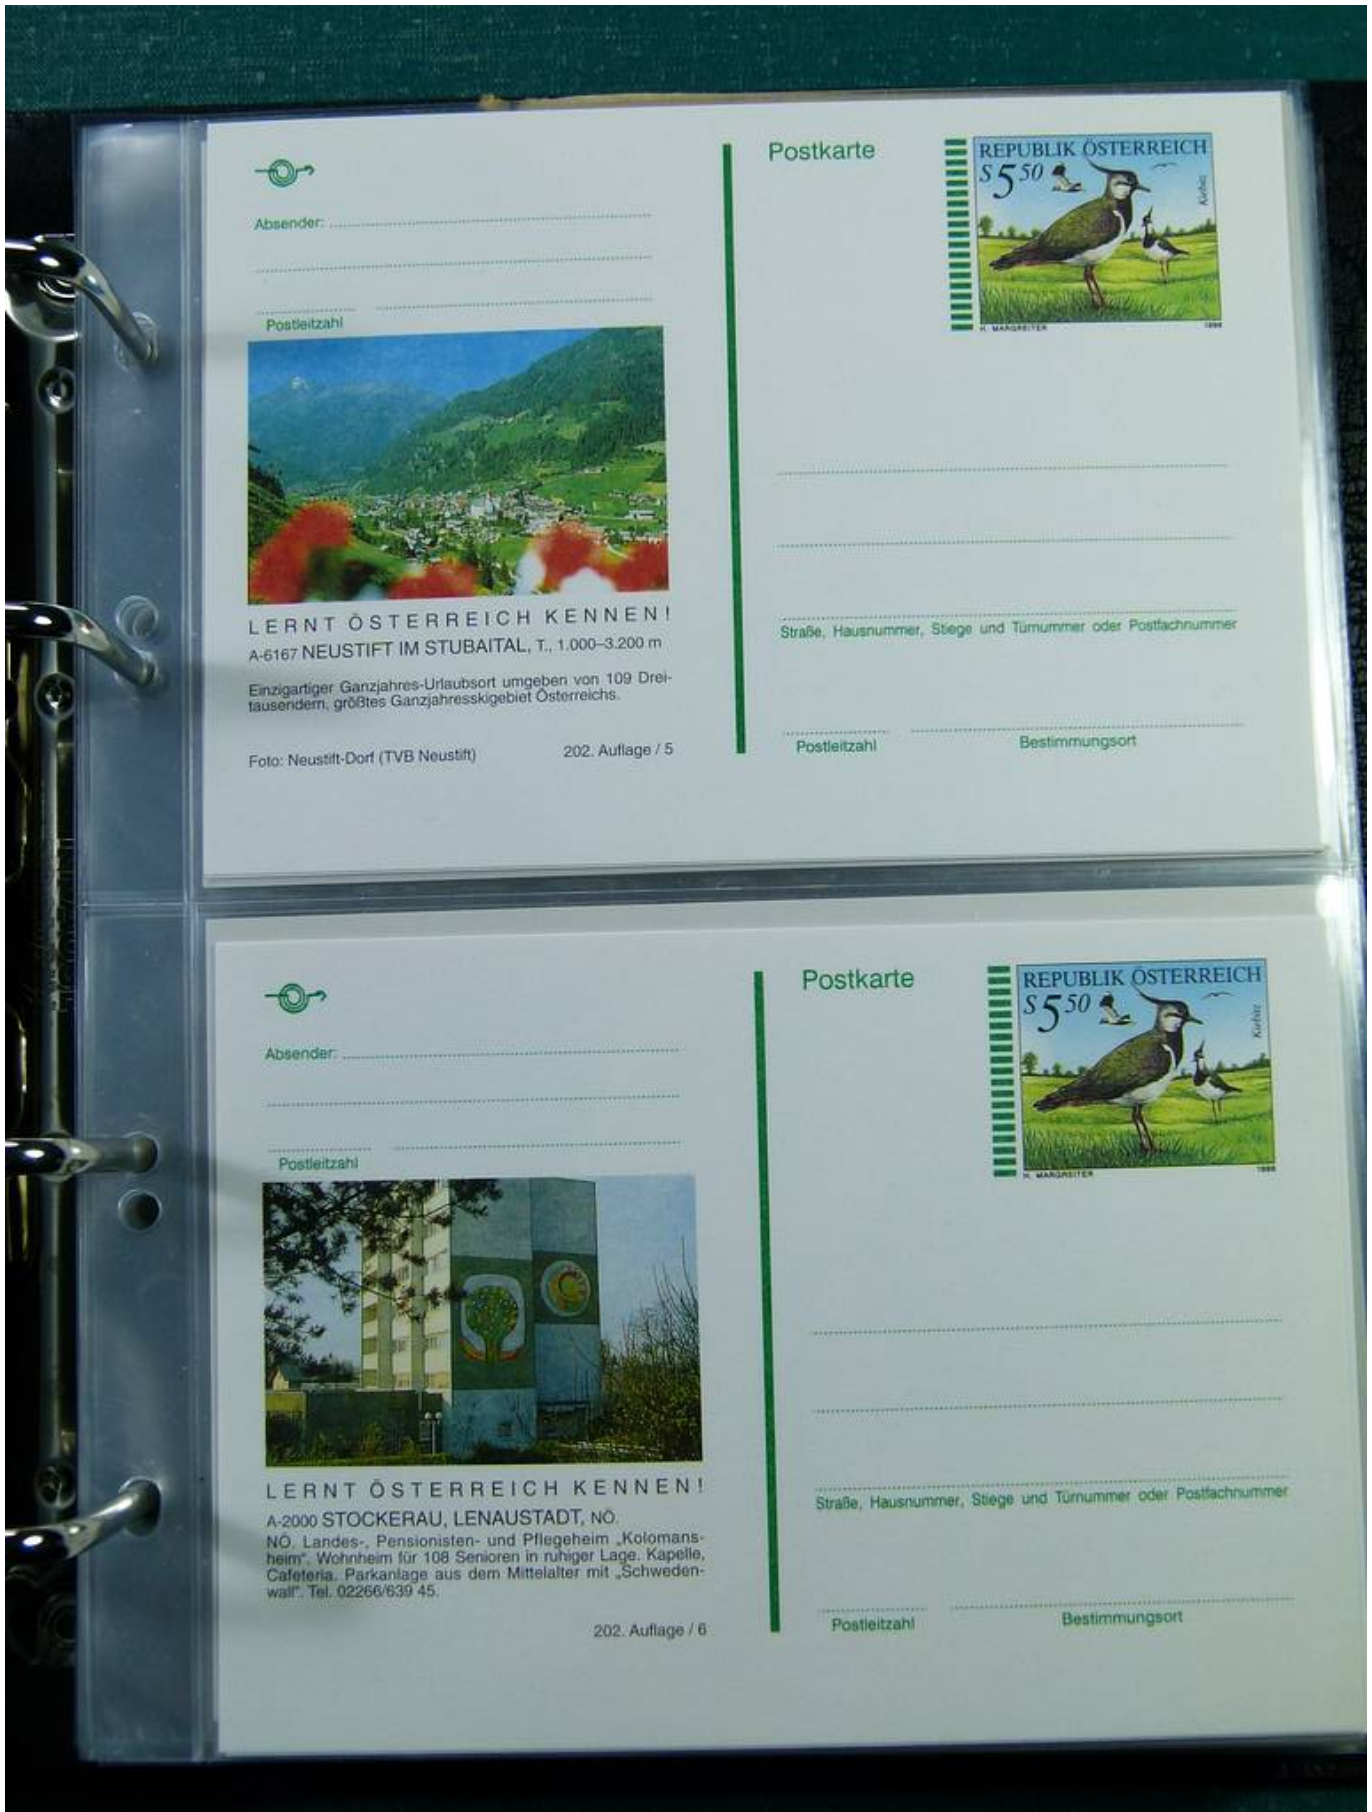 Postkarte
REPUBLIK ÖSTERREICH
S 5 50
Kiebitz
H. MARGREITER 1998
Absender:
Postleitzahl
LERNT ÖSTERREICH KENNEN!
A-6167 NEUSTIFT IM STUBAITAL, T., 1.000–3.200 m
Einzigartiger Ganzjahres-Urlaubsort umgeben von 109 Drei-
tausendern, größtes Ganzjahresskigebiet Österreichs.
Foto: Neustift-Dorf (TVB Neustift) 202. Auflage / 5
Straße, Hausnummer, Stiege und Türnummer oder Postfachnummer
Postleitzahl Bestimmungsort
Postkarte
REPUBLIK ÖSTERREICH
S 5 50
Kiebitz
H. MARGREITER 1998
Absender:
Postleitzahl
LERNT ÖSTERREICH KENNEN!
A-2000 STOCKERAU, LENAUSTADT, NÖ.
NÖ. Landes-, Pensionisten- und Pflegeheim „Kolomans-
heim“. Wohnheim für 108 Senioren in ruhiger Lage. Kapelle,
Cafeteria. Parkanlage aus dem Mittelalter mit „Schweden-
wall“. Tel. 02266/639 45.
202. Auflage / 6
Straße, Hausnummer, Stiege und Türnummer oder Postfachnummer
Postleitzahl Bestimmungsort